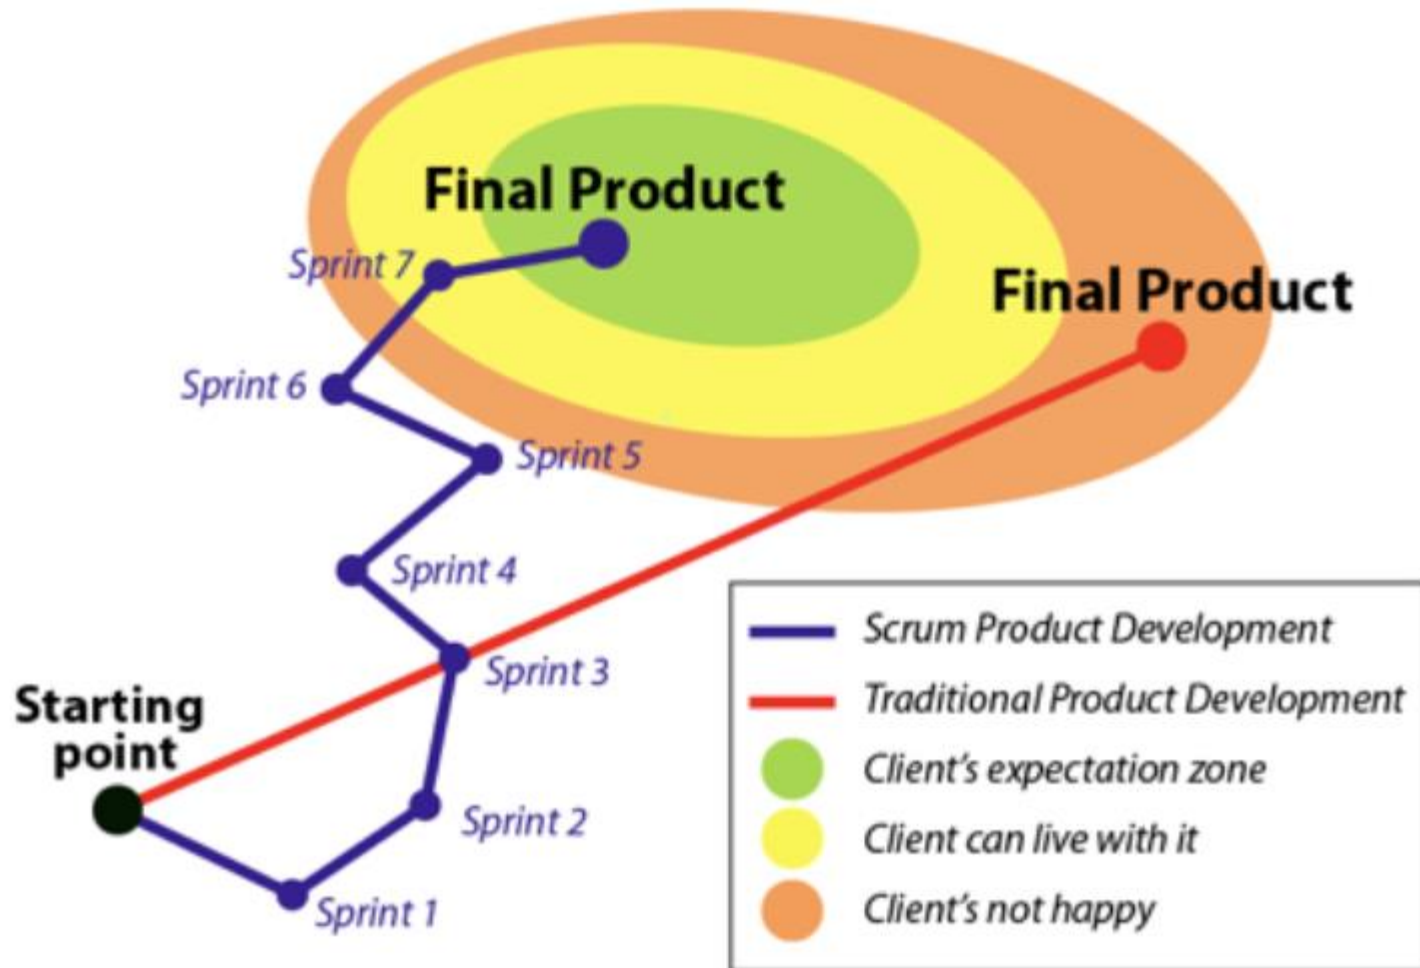 Final Product
Sprint 7
Final Product
Sprint 6
Sprint 5
Sprint 4
Sprint 3
Starting
point
Sprint 2
Sprint 1
Scrum Product Development
Traditional Product Development
Client's expectation zone
Client can live with it
Client's not happy